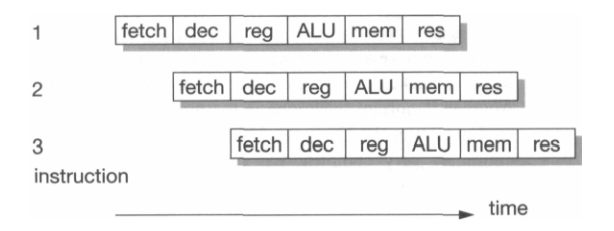 1 fetch dec reg ALU mem res
2 fetch dec reg ALU mem res
3 fetch dec reg ALU mem res
instruction
time